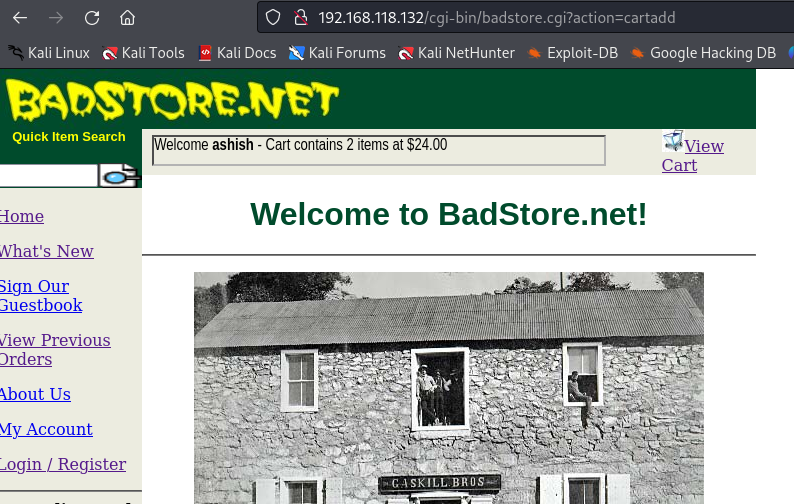 192.168.118.132/cgi-bin/badstore.cgi?action=cartadd
Kali Linux Kali Tools Kali Docs Kali Forums Kali NetHunter Exploit-DB Google Hacking DB
BADSTORE.NET
Quick Item Search
Welcome ashish - Cart contains 2 items at $24.00
View
Cart
Welcome to BadStore.net!
Home
What's New
Sign Our
Guestbook
View Previous
Orders
About Us
My Account
Login / Register
GASKILL BROS